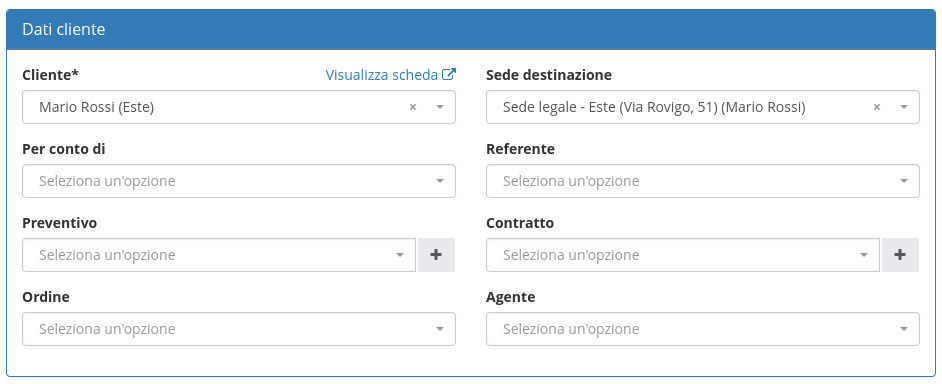 Dati cliente
Cliente* Visualizza scheda
Sede destinazione
Mario Rossi (Este) ×
Sede legale - Este (Via Rovigo, 51) (Mario Rossi) ×
Per conto di
Referente
Seleziona un'opzione
Seleziona un'opzione
Preventivo
Contratto
Seleziona un'opzione +
Seleziona un'opzione +
Ordine
Agente
Seleziona un'opzione
Seleziona un'opzione